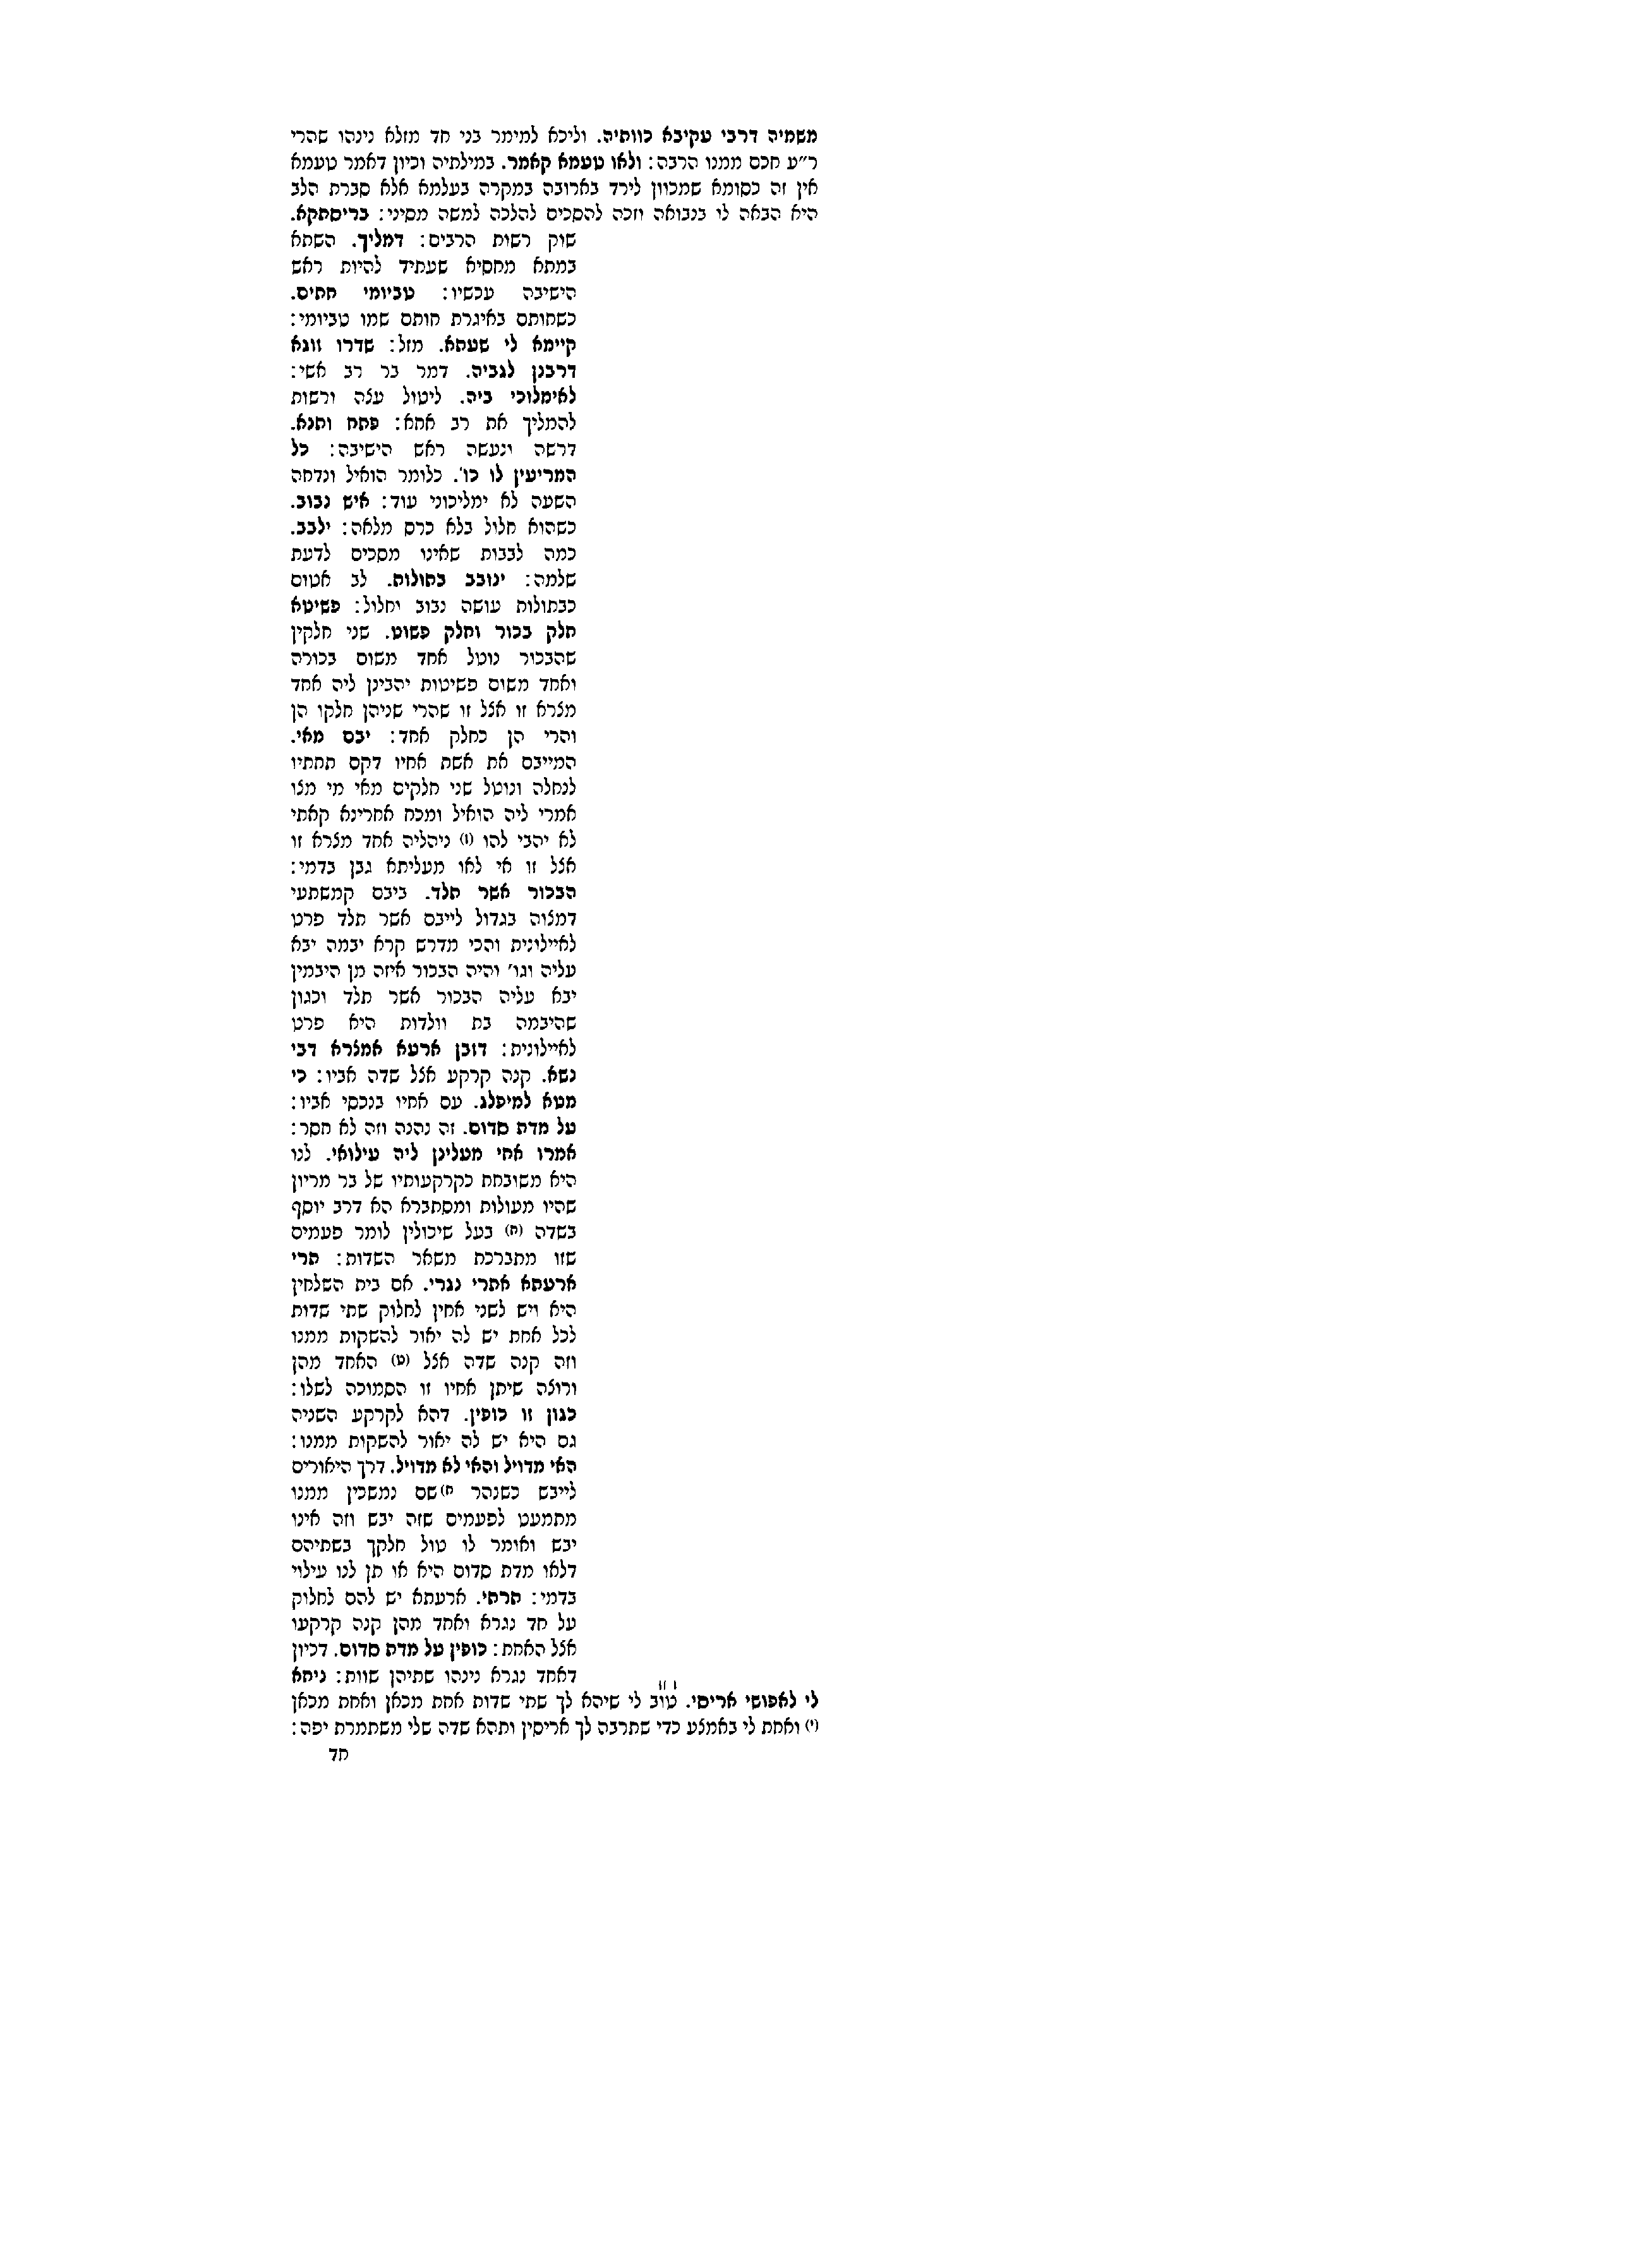 משמיה דרבי עקיבא כוותיה. וליכא למימר בני חד מזלא נינהו שהרי
ר״ע חכם ממנו הרבה: ולאו טעמא קאמר. במילתיה וכיון דאמר טעמא
אין זה כסומא שמכוון לירד בארובה במקרה בעלמא אלא סברת הלב
היא הבאה לו בנבואה וזכה להסכים להלכה למשה מסיני: בריסתקא.
שוק רשות הרבים: דמליך. השתא
במתא מחסיא שעתיד להיות ראש
הישיבה עכשיו: טביומי חתים.
כשחותם באיגרת חותם שמו טביומי:
קיימא לי שעתא. מזל: שדרו זוגא
דרבנן לגביה. דמר בר רב אשי:
לאימלוכי ביה. ליטול עצה ורשות
להמליך את רב אחא: פתח ותנא.
דרשה ונעשה ראש הישיבה: כל
המריעין לו כו'. כלומר הואיל ונדחה
השעה לא ימליכוני עוד: איש נבוב.
כשהוא חלול בלא כרס מלאה: ילבב.
כמה לבבות שאינו מסכים לדעת
שלמה: ינובב בתולות. לב אטום
כבתולות עושה נבוב וחלול: פשיטא
חלק בכור וחלק פשוט. שני חלקין
שהבכור נוטל אחד משום בכורה
ואחד משום פשיטות יהבינן ליה אחד
מצרא זו אצל זו שהרי שניהן חלקו הן
והרי הן כחלק אחד: יבם מאי.
המייבם את אשת אחיו דקם תחתיו
לנחלה ונוטל שני חלקים מאי מי מצו
אמרי ליה הואיל ומכח אחרינא קאתי
לא יהבי להו (ו) ניהליה אחד מצרא זו
אצל זו אי לאו מעליתא גבן בדמי:
הבכור אשר תלד. ביבם קמשתעי
דמצוה בגדול לייבם אשר תלד פרט
לאיילונית והכי מדרש קרא יבמה יבא
עליה וגו' והיה הבכור איזה מן היבמין
יבא עליה הבכור אשר תלד וכגון
שהיבמה בת וולדות היא פרט
לאיילונית: דזבן ארעא אמצרא דבי
נשא. קנה קרקע אצל שדה אביו: כי
מטא למיפלג. עם אחיו בנכסי אביו:
על מדת סדום. זה נהנה וזה לא חסר:
אמרו אחי מעלינן ליה עילואי. לנו
היא משובחת כקרקעותיו של בר מריון
שהיו מעולות ומסתברא הא דרב יוסף
בשדה (ח) בעל שיכולין לומר פעמים
שזו מתברכת משאר השדות: תרי
ארעתא אתרי נגרי. אם בית השלחין
היא ויש לשני אחין לחלוק שתי שדות
לכל אחת יש לה יאור להשקות ממנו
וזה קנה שדה אצל (ט) האחד מהן
ורוצה שיתן אחיו זו הסמוכה לשלו:
כגון זו כופין. דהא לקרקע השניה
גם היא יש לה יאור להשקות ממנו:
האי מדויל והאי לא מדויל. דרך היאורים
לייבש כשנהר ח)שם נמשכין ממנו
מתמעט לפעמים שזה יבש וזה אינו
יבש ואומר לו טול חלקך בשתיהם
דלאו מדת סדום היא או תן לנו עילוי
בדמי: תרתי. ארעתא יש להם לחלוק
על חד נגרא ואחד מהן קנה קרקעו
אצל האחת: כופין על מדת סדום. דכיון
דאחד נגרא נינהו שתיהן שוות: ניחא
לי לאפושי אריסי. טוב לי שיהא לך שתי שדות אחת מכאן ואחת מכאן
(י) ואחת לי באמצע כדי שתרבה לך אריסין ותהא שדה שלי משתמרת יפה:
חד